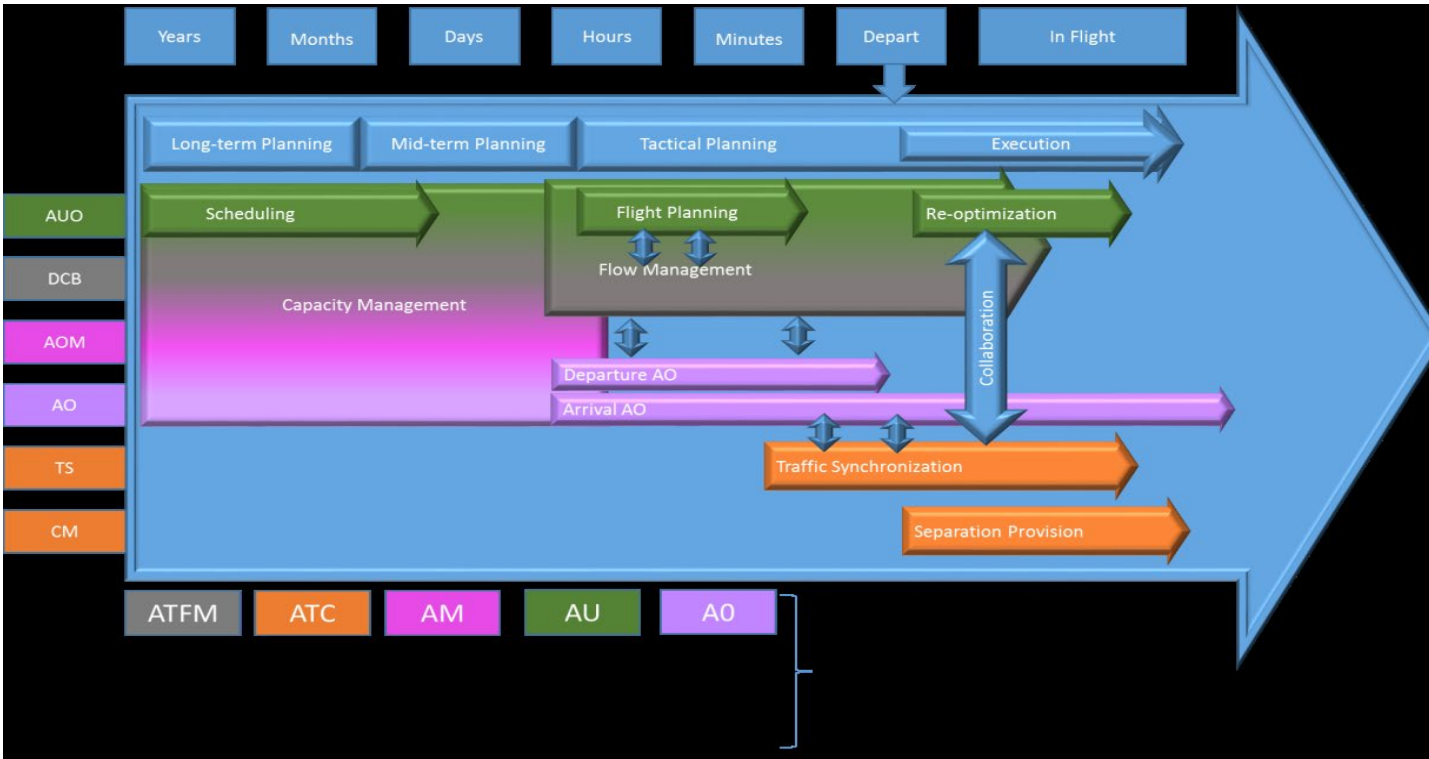 Years
Months
Days
Hours
Minutes
Depart
In Flight
Long-term Planning
Mid-term Planning
Tactical Planning
Execution
AUO
Scheduling
Flight Planning
Re-optimization
DCB
Flow Management
Capacity Management
Collaboration
AOM
Departure AO
AO
Arrival AO
TS
Traffic Synchronization
CM
Separation Provision
ATFM
ATC
AM
AU
A0